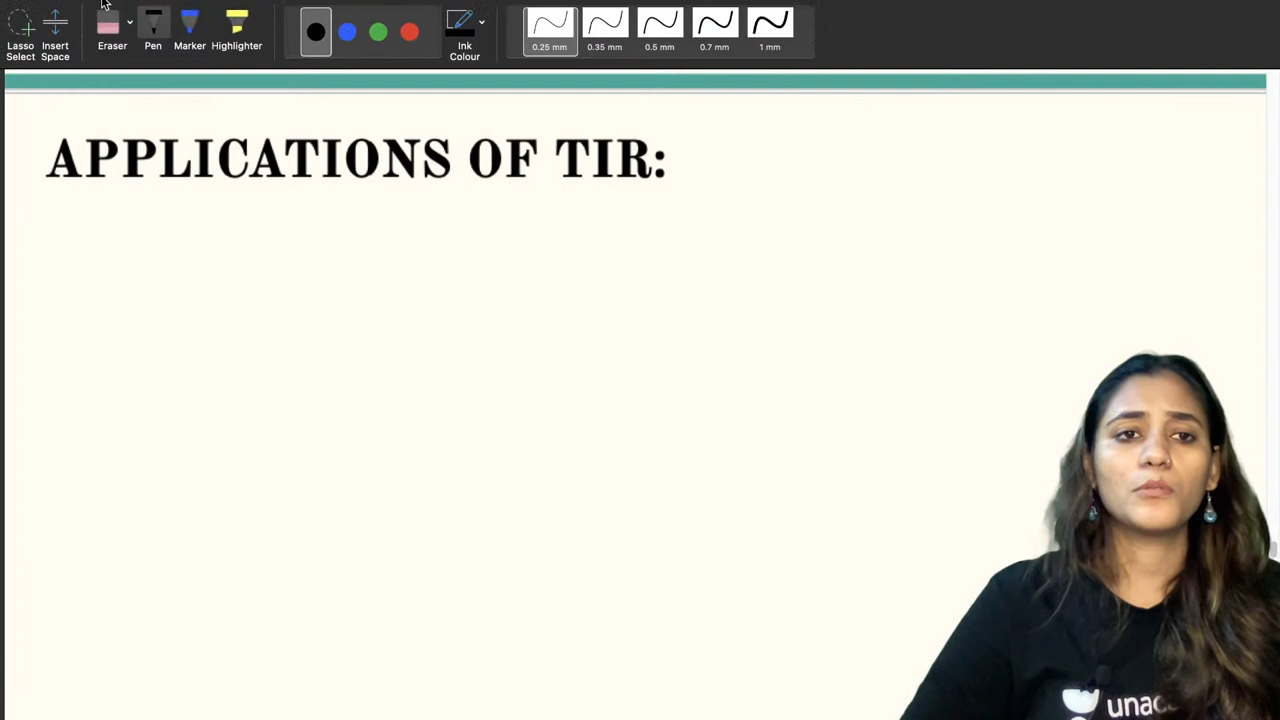 Lasso Select
Insert Space
Eraser
Pen
Marker
Highlighter
Ink Colour
0.25 mm
0.35 mm
0.5 mm
0.7 mm
1 mm
APPLICATIONS OF TIR: